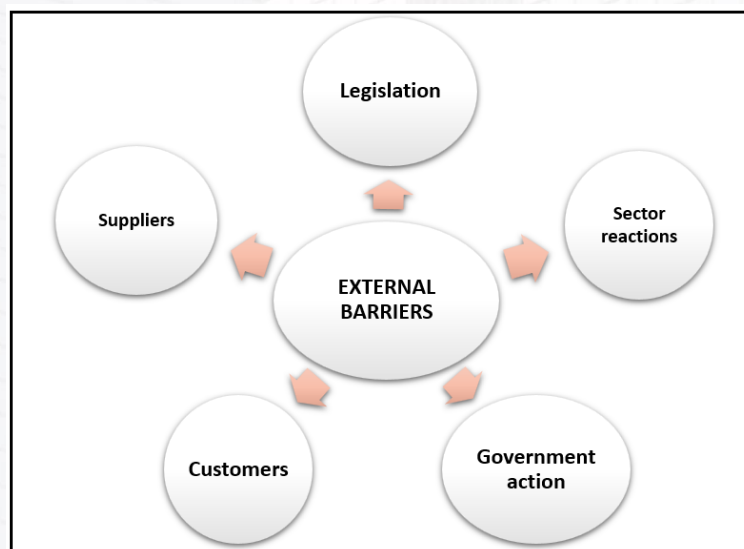 Legislation
Suppliers
Sector
reactions
EXTERNAL
BARRIERS
Customers
Government
action